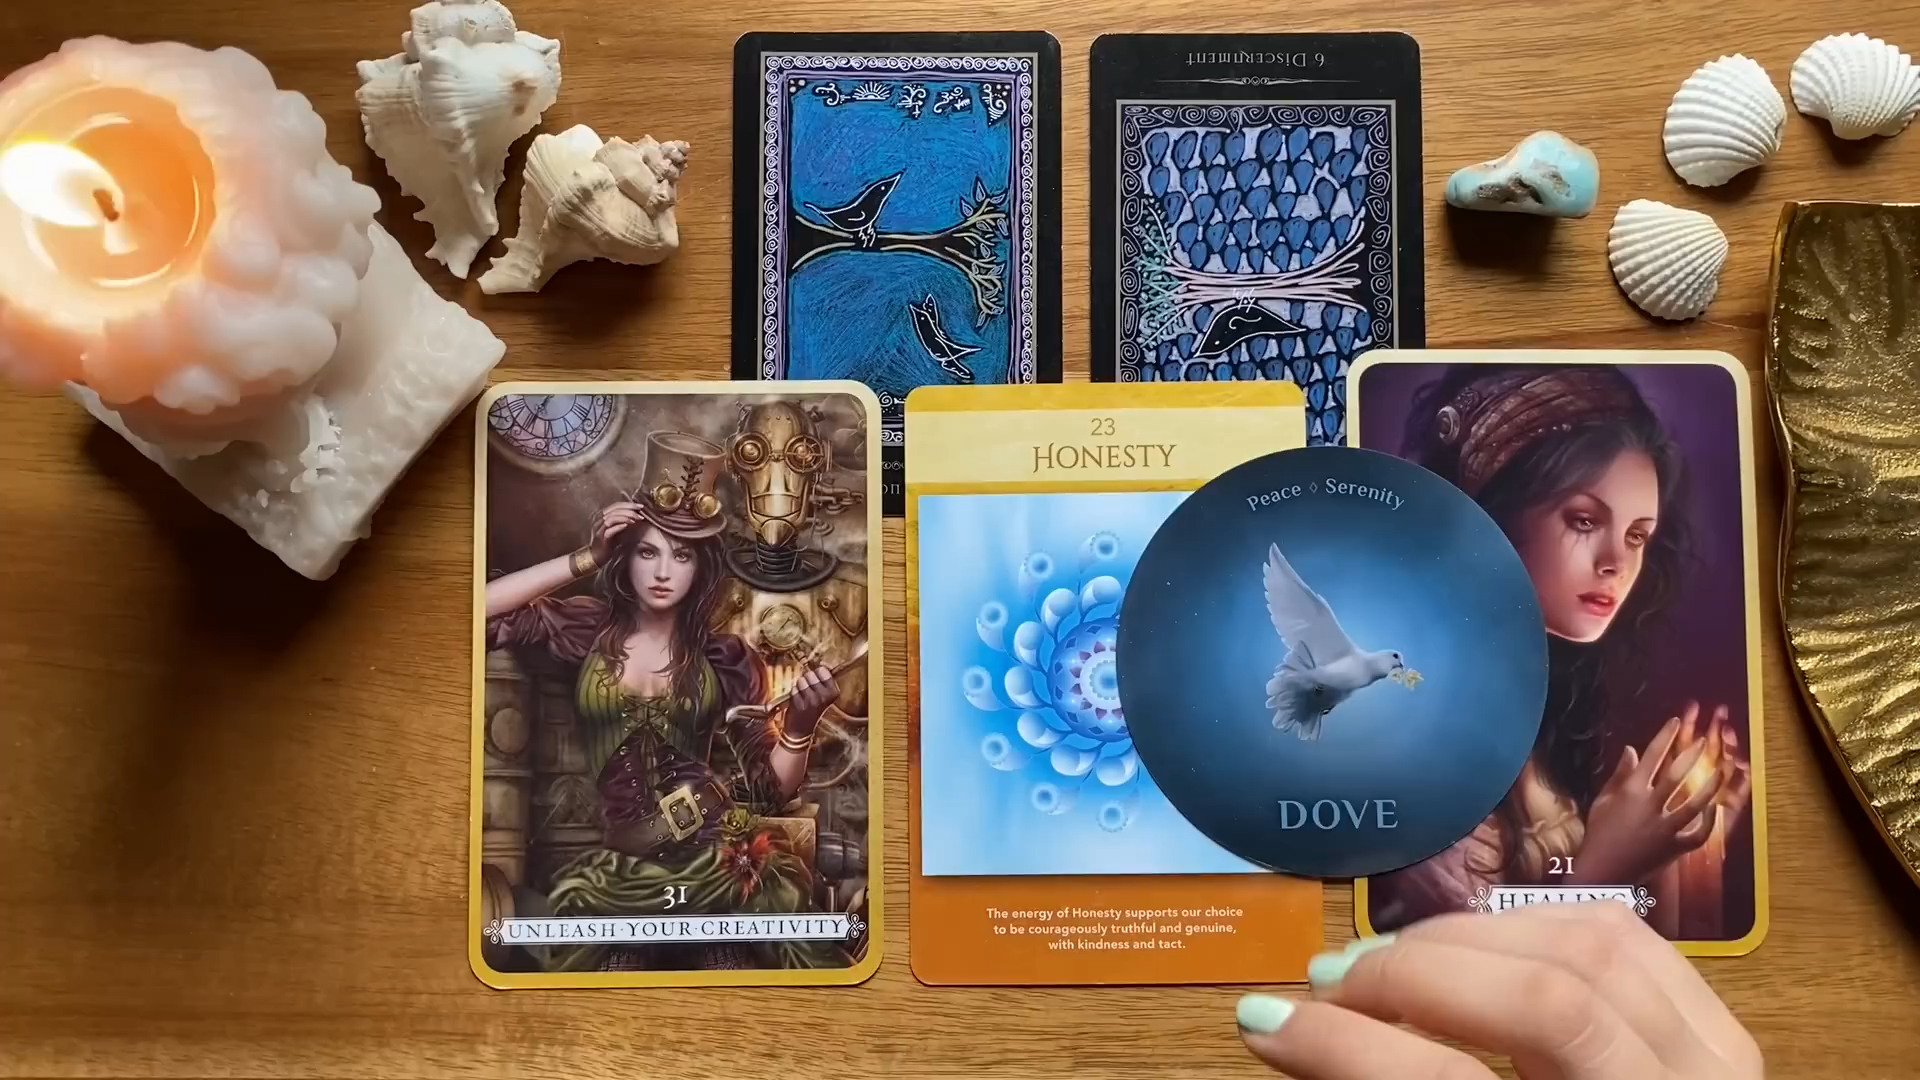 6 Discernment
23
Honesty
Peace ◊ Serenity
DOVE
The energy of Honesty supports our choice
to be courageously truthful and genuine,
with kindness and tact.
31
UNLEASH·YOUR·CREATIVITY
21
HEALING